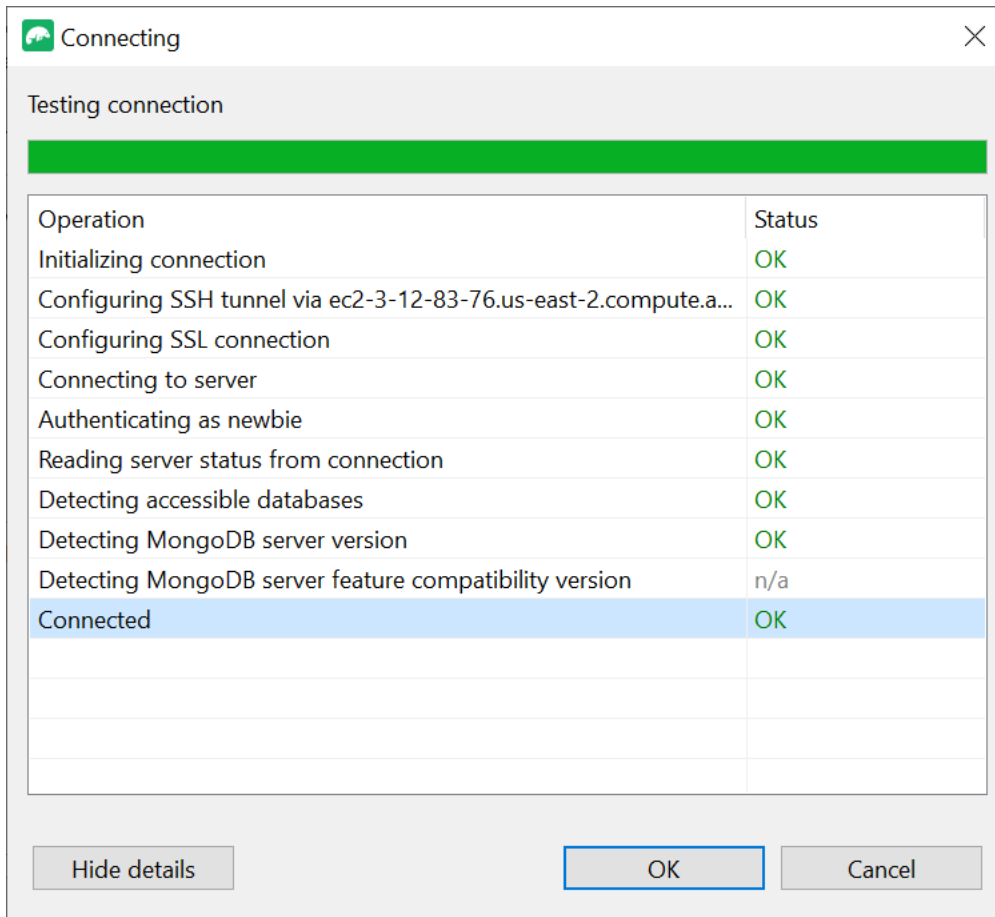 Connecting
Testing connection
Operation Status
Initializing connection OK
Configuring SSH tunnel via ec2-3-12-83-76.us-east-2.compute.a... OK
Configuring SSL connection OK
Connecting to server OK
Authenticating as newbie OK
Reading server status from connection OK
Detecting accessible databases OK
Detecting MongoDB server version OK
Detecting MongoDB server feature compatibility version n/a
Connected OK
Hide details OK Cancel